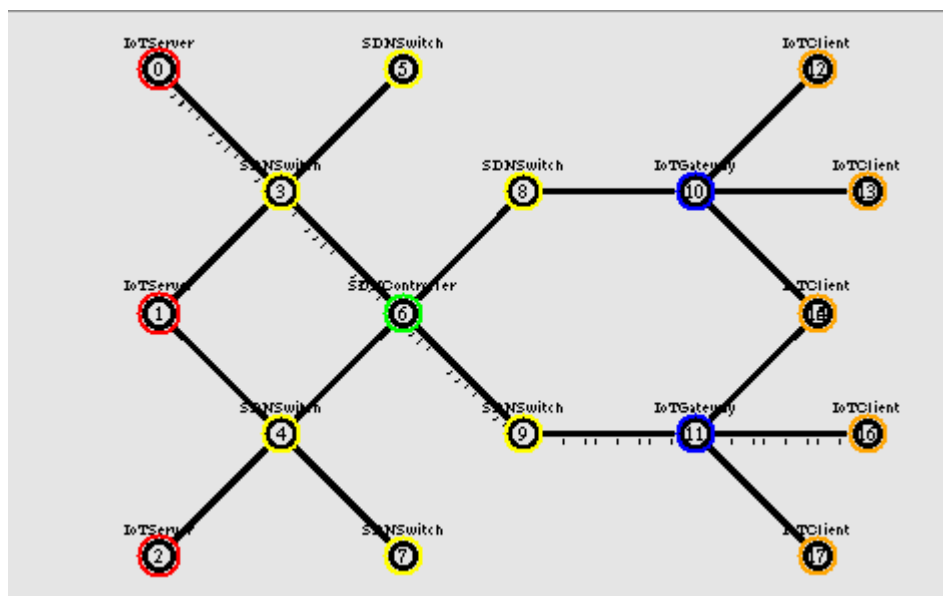 IoTServer SDNSwitch IoTClient
0 5 12
SDNSwitch SDNSwitch IoTGateway IoTClient
3 8 10 13
IoTServer SDNController IoTClient
1 6
SDNSwitch SDNSwitch IoTGateway IoTClient
4 9 11 16
IoTServer SDNSwitch IoTClient
2 7 17